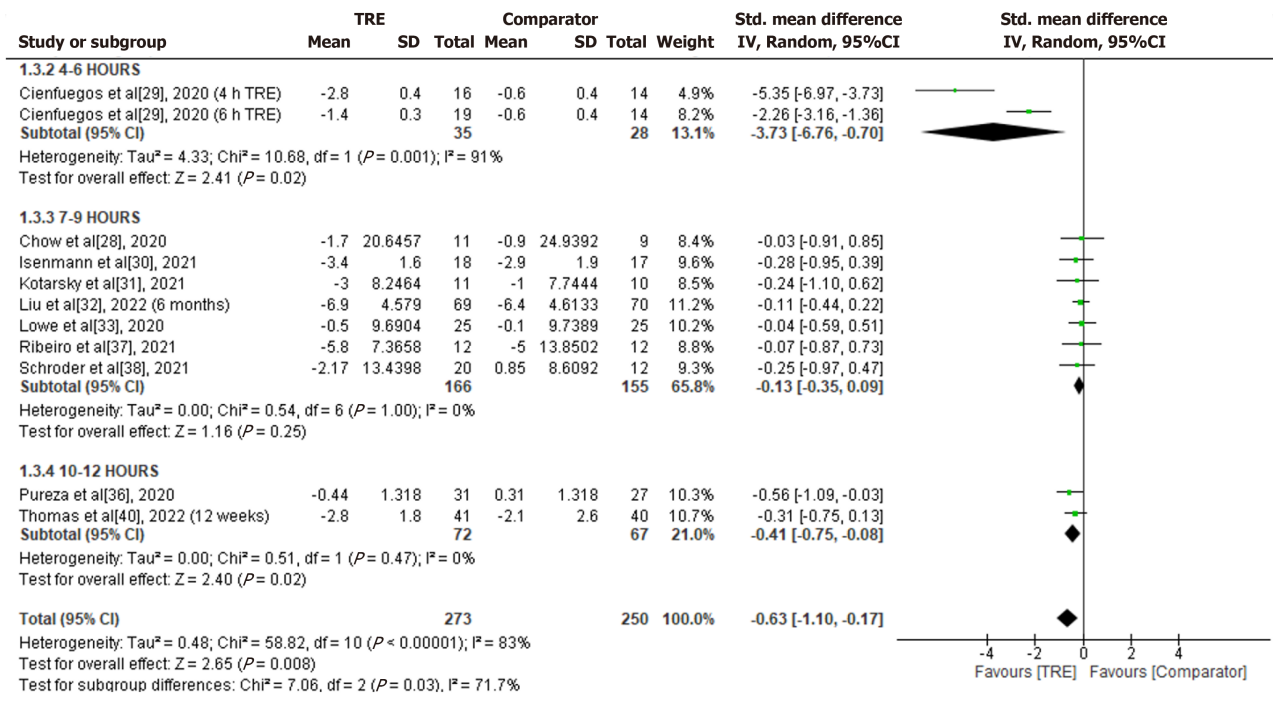 TRE Comparator Std. mean difference Std. mean difference
Study or subgroup Mean SD Total Mean SD Total Weight IV, Random, 95%CI IV, Random, 95%CI
1.3.2 4-6 HOURS
Cienfuegos et al[29], 2020 (4 h TRE) -2.8 0.4 16 -0.6 0.4 14 4.9% -5.35 [-6.97, -3.73]
Cienfuegos et al[29], 2020 (6 h TRE) -1.4 0.3 19 -0.6 0.4 14 8.2% -2.26 [-3.16, -1.36]
Subtotal (95% CI) 35 28 13.1% -3.73 [-6.76, -0.70]
Heterogeneity: Tau² = 4.33; Chi² = 10.68, df = 1 (P = 0.001); I² = 91%
Test for overall effect: Z = 2.41 (P = 0.02)
1.3.3 7-9 HOURS
Chow et al[28], 2020 -1.7 20.6457 11 -0.9 24.9392 9 8.4% -0.03 [-0.91, 0.85]
Isenmann et al[30], 2021 -3.4 1.6 18 -2.9 1.9 17 9.6% -0.28 [-0.95, 0.39]
Kotarsky et al[31], 2021 -3 8.2464 11 -1 7.7444 10 8.5% -0.24 [-1.10, 0.62]
Liu et al[32], 2022 (6 months) -6.9 4.579 69 -6.4 4.6133 70 11.2% -0.11 [-0.44, 0.22]
Lowe et al[33], 2020 -0.5 9.6904 25 -0.1 9.7389 25 10.2% -0.04 [-0.59, 0.51]
Ribeiro et al[37], 2021 -5.8 7.3658 12 -5 13.8502 12 8.8% -0.07 [-0.87, 0.73]
Schroder et al[38], 2021 -2.17 13.4398 20 0.85 8.6092 12 9.3% -0.25 [-0.97, 0.47]
Subtotal (95% CI) 166 155 65.8% -0.13 [-0.35, 0.09]
Heterogeneity: Tau² = 0.00; Chi² = 0.54, df = 6 (P = 1.00); I² = 0%
Test for overall effect: Z = 1.16 (P = 0.25)
1.3.4 10-12 HOURS
Pureza et al[36], 2020 -0.44 1.318 31 0.31 1.318 27 10.3% -0.56 [-1.09, -0.03]
Thomas et al[40], 2022 (12 weeks) -2.8 1.8 41 -2.1 2.6 40 10.7% -0.31 [-0.75, 0.13]
Subtotal (95% CI) 72 67 21.0% -0.41 [-0.75, -0.08]
Heterogeneity: Tau² = 0.00; Chi² = 0.51, df = 1 (P = 0.47); I² = 0%
Test for overall effect: Z = 2.40 (P = 0.02)
Total (95% CI) 273 250 100.0% -0.63 [-1.10, -0.17]
Heterogeneity: Tau² = 0.48; Chi² = 58.82, df = 10 (P < 0.00001); I² = 83%
Test for overall effect: Z = 2.65 (P = 0.008)
Test for subgroup differences: Chi² = 7.06, df = 2 (P = 0.03), I² = 71.7%
-4 -2 0 2 4
Favours [TRE] Favours [Comparator]